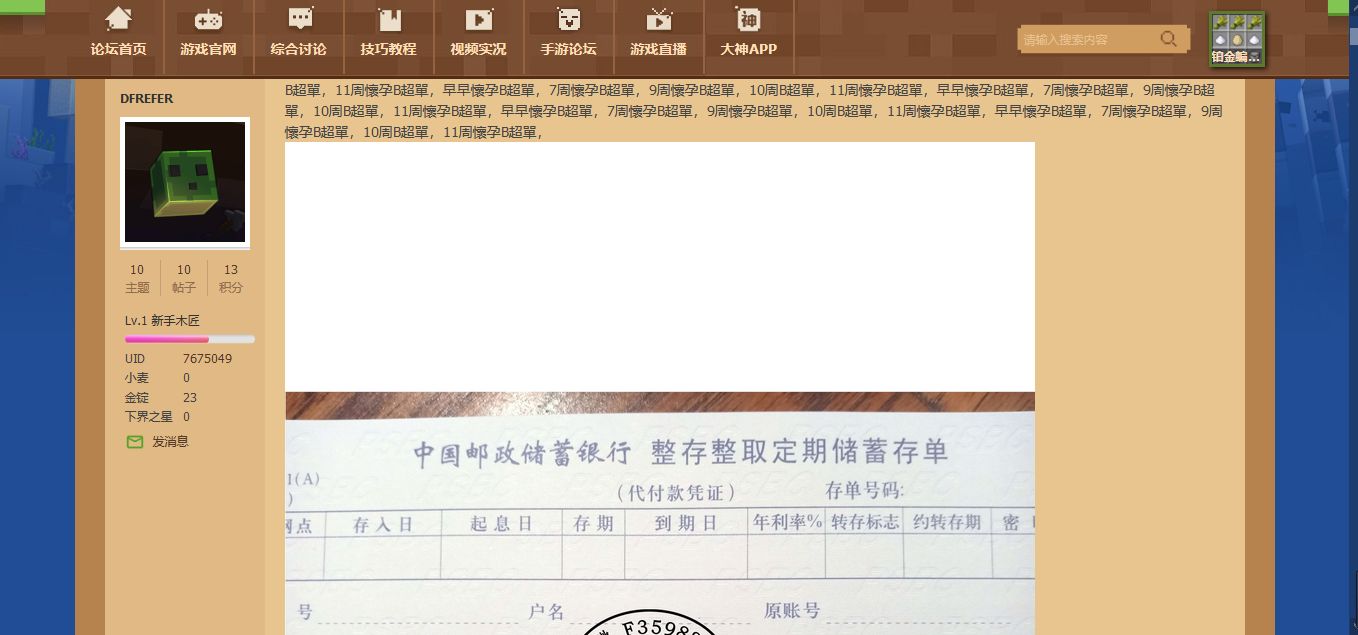 论坛首页 游戏官网 综合讨论 技巧教程 视频实况 手游论坛 游戏直播 大神APP
请输入搜索内容
铂金蝙...
DFREFER
10 10 13
主题 帖子 积分
Lv.1 新手木匠
UID 7675049
小麦 0
金锭 23
下界之星 0
发消息
B超單，11周懷孕B超單，早早懷孕B超單，7周懷孕B超單，9周懷孕B超單，10周B超單，11周懷孕B超單，早早懷孕B超單，7周懷孕B超單，9周懷孕B超
單，10周B超單，11周懷孕B超單，早早懷孕B超單，7周懷孕B超單，9周懷孕B超單，10周B超單，11周懷孕B超單，早早懷孕B超單，7周懷孕B超單，9周
懷孕B超單，10周B超單，11周懷孕B超單，
中国邮政储蓄银行 整存整取定期储蓄存单
1(A)
)
（代付款凭证） 存单号码:
网点 存入日 起息日 存期 到期日 年利率% 转存标志 约转存期 密
号 户名 原账号
F3598